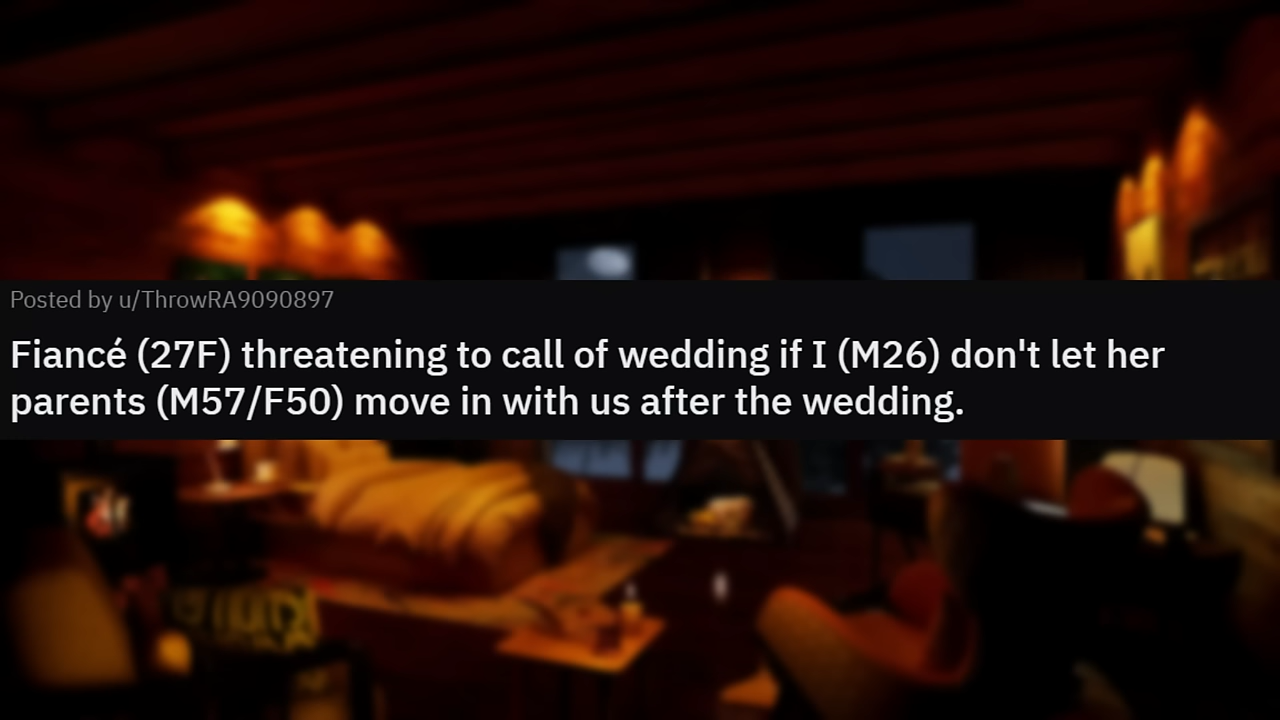 Posted by u/ThrowRA9090897
Fiancé (27F) threatening to call of wedding if I (M26) don't let her
parents (M57/F50) move in with us after the wedding.